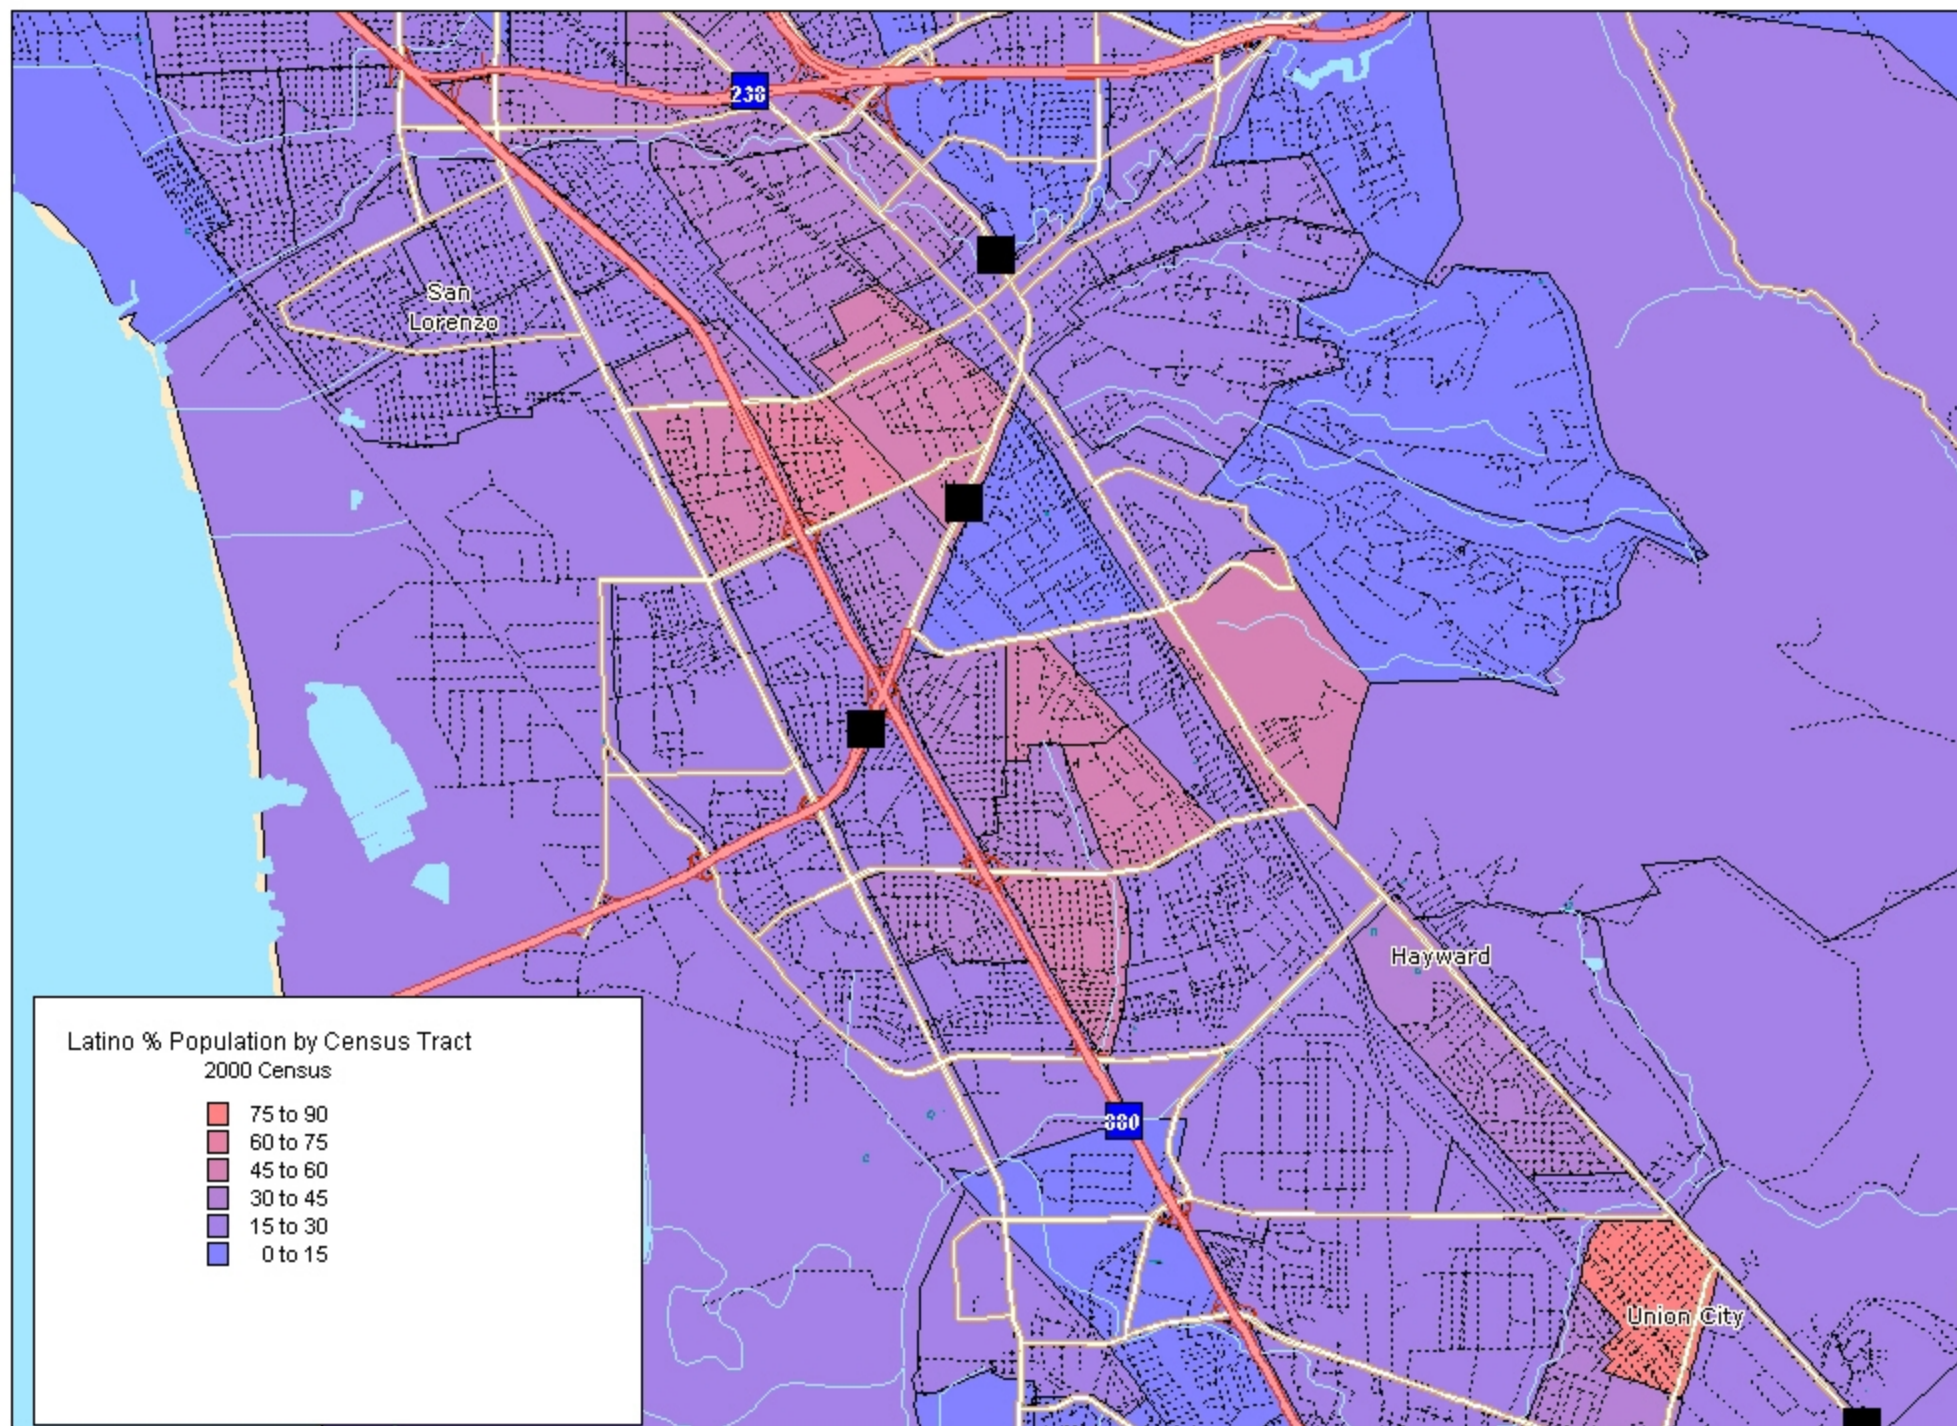 238
San
Lorenzo
Hayward
880
Union City
Latino % Population by Census Tract
2000 Census
75 to 90
60 to 75
45 to 60
30 to 45
15 to 30
0 to 15